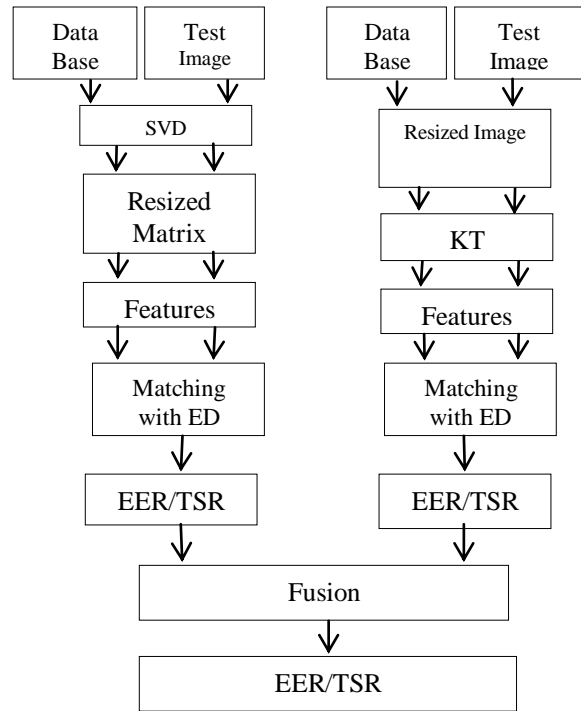 Data
Base
Test
Image
SVD
Resized
Matrix
Features
Matching
with ED
EER/TSR
Data
Base
Test
Image
Resized Image
KT
Features
Matching
with ED
EER/TSR
Fusion
EER/TSR